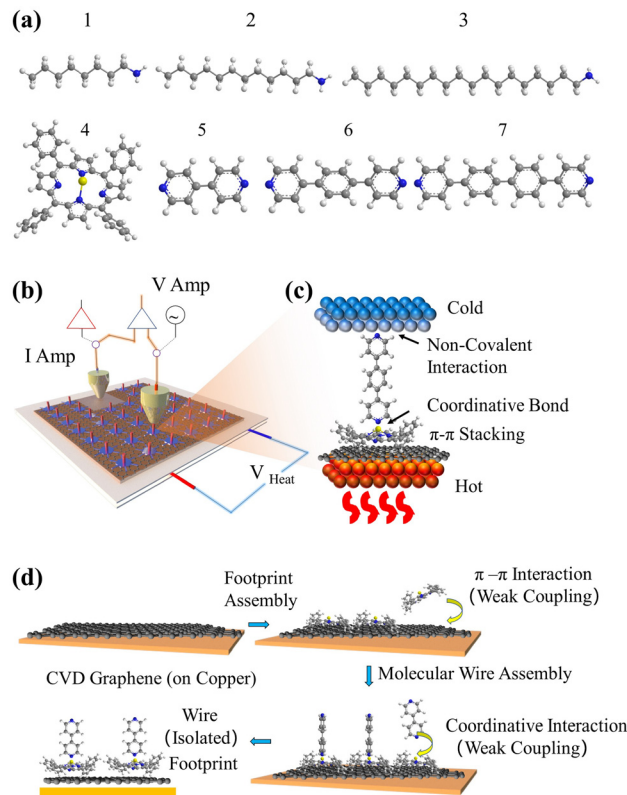 (a)
1
2
3
4
5
6
7
(b)
V Amp
I Amp
~
V Heat
(c)
Cold
Non-Covalent
Interaction
Coordinative Bond
π-π Stacking
Hot
(d)
Footprint
Assembly
π –π Interaction
(Weak Coupling)
CVD Graphene (on Copper)
Molecular Wire Assembly
Wire
(Isolated)
Footprint
Coordinative Interaction
(Weak Coupling)